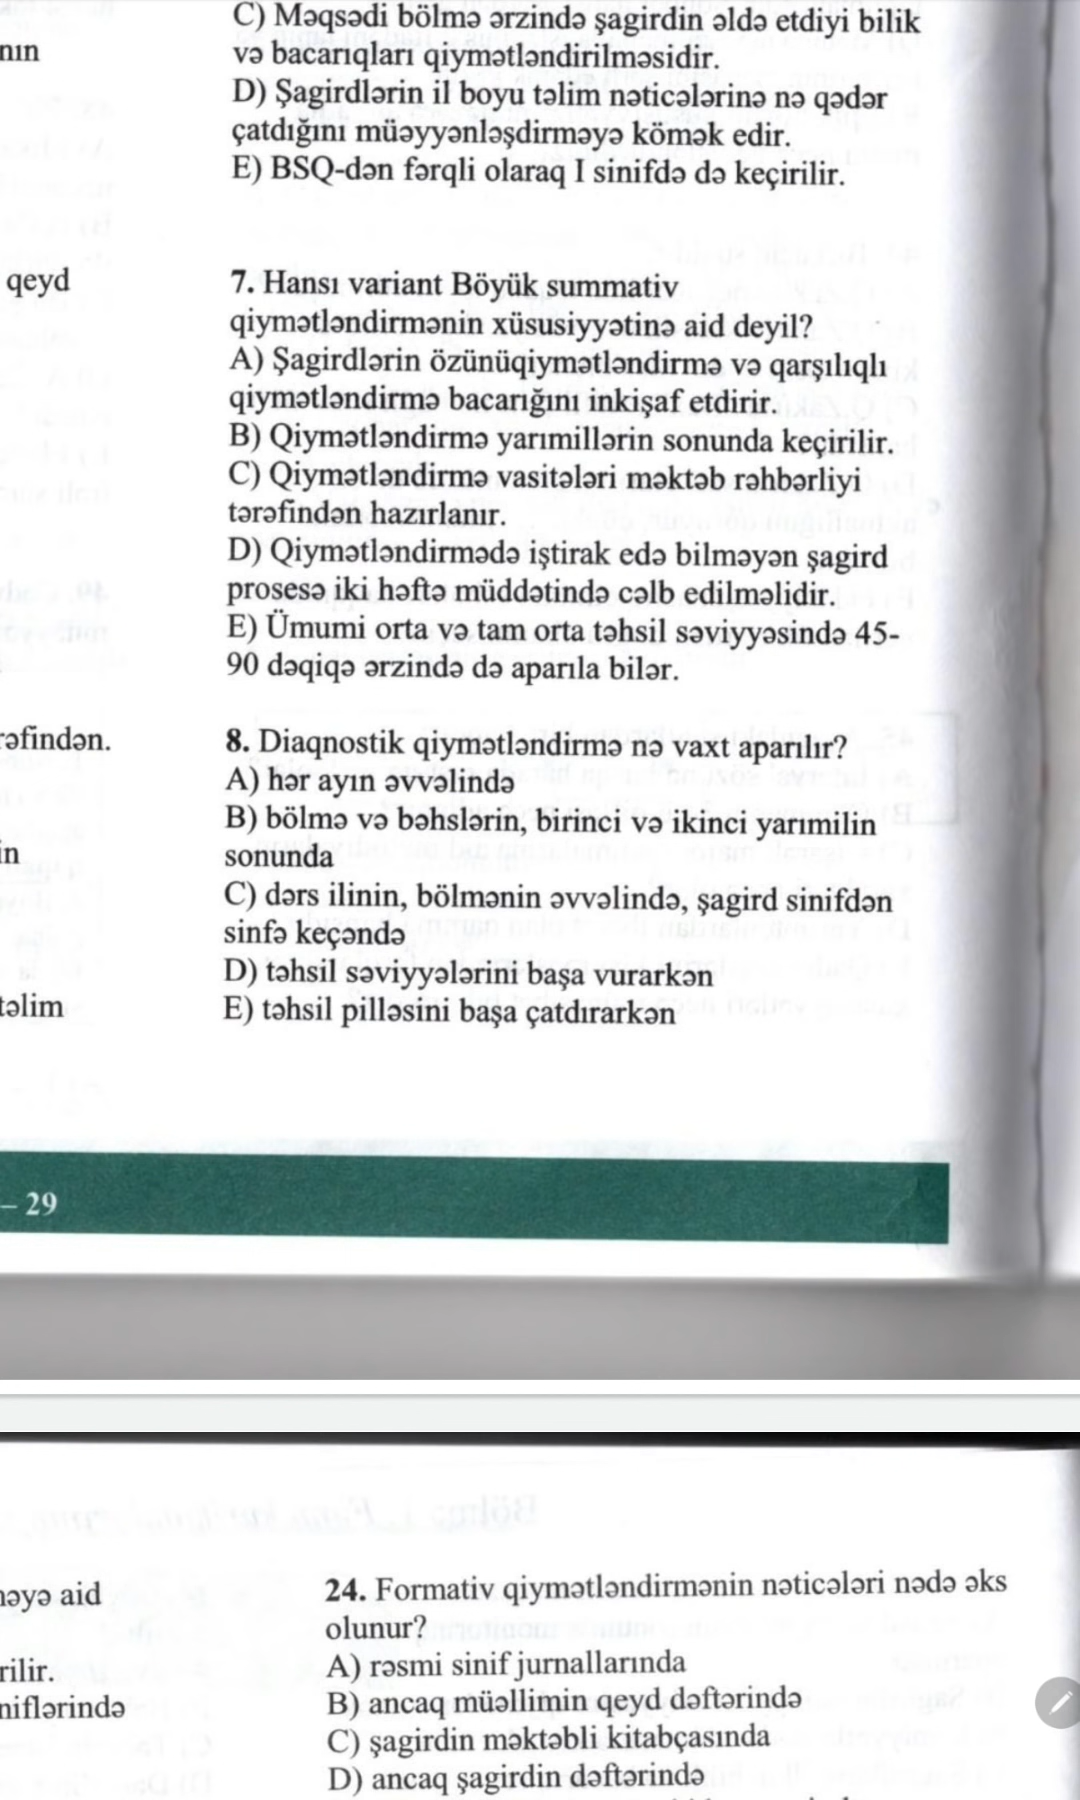 C) Məqsədi bölmə ərzində şagirdin əldə etdiyi bilik
və bacarıqları qiymətləndirilməsidir.
D) Şagirdlərin il boyu təlim nəticələrinə nə qədər
çatdığını müəyyənləşdirməyə kömək edir.
E) BSQ-dən fərqli olaraq I sinifdə də keçirilir.
nın
qeyd
7. Hansı variant Böyük summativ
qiymətləndirmənin xüsusiyyətinə aid deyil?
A) Şagirdlərin özünüqiymətləndirmə və qarşılıqlı
qiymətləndirmə bacarığını inkişaf etdirir.
B) Qiymətləndirmə yarımillərin sonunda keçirilir.
C) Qiymətləndirmə vasitələri məktəb rəhbərliyi
tərəfindən hazırlanır.
D) Qiymətləndirmədə iştirak edə bilməyən şagird
prosesə iki həftə müddətində cəlb edilməlidir.
E) Ümumi orta və tam orta təhsil səviyyəsində 45-
90 dəqiqə ərzində də aparıla bilər.
rəfindən.
in
təlim
8. Diaqnostik qiymətləndirmə nə vaxt aparılır?
A) hər ayın əvvəlində
B) bölmə və bəhslərin, birinci və ikinci yarımilin
sonunda
C) dərs ilinin, bölmənin əvvəlində, şagird sinifdən
sinfə keçəndə
D) təhsil səviyyələrini başa vurarkən
E) təhsil pilləsini başa çatdırarkən
– 29
məyə aid
rilir.
niflərində
24. Formativ qiymətləndirmənin nəticələri nədə əks
olunur?
A) rəsmi sinif jurnallarında
B) ancaq müəllimin qeyd dəftərində
C) şagirdin məktəbli kitabçasında
D) ancaq şagirdin dəftərində